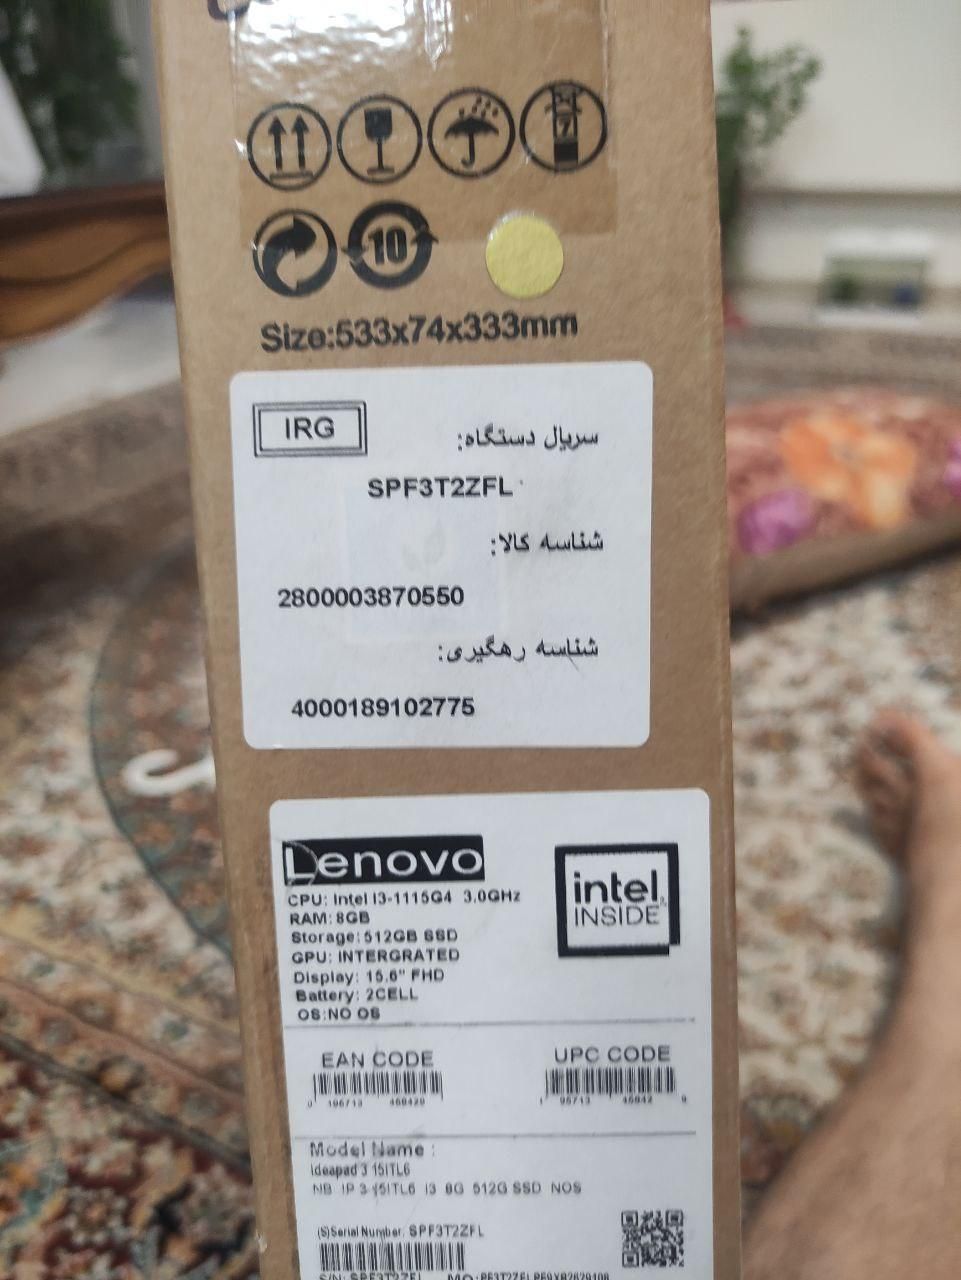 10
Size:533x74x333mm
IRG
سریال دستگاه:
SPF3T2ZFL
شناسه کالا:
2800003870550
شناسه رهگیری:
4000189102775
Lenovo
intel
INSIDE
CPU: Intel I3-1115G4 3.0GHz
RAM: 8GB
Storage: 512GB SSD
GPU: INTERGRATED
Display: 15.6" FHD
Battery: 2CELL
OS:NO OS
EAN CODE
UPC CODE
Model Name :
Ideapad 3 15ITL6
NB IP 3-15ITL6 I3 8G 512G SSD NOS
(S)Serial Number: SPF3T2ZFL
S/N: SPF3T2ZFL